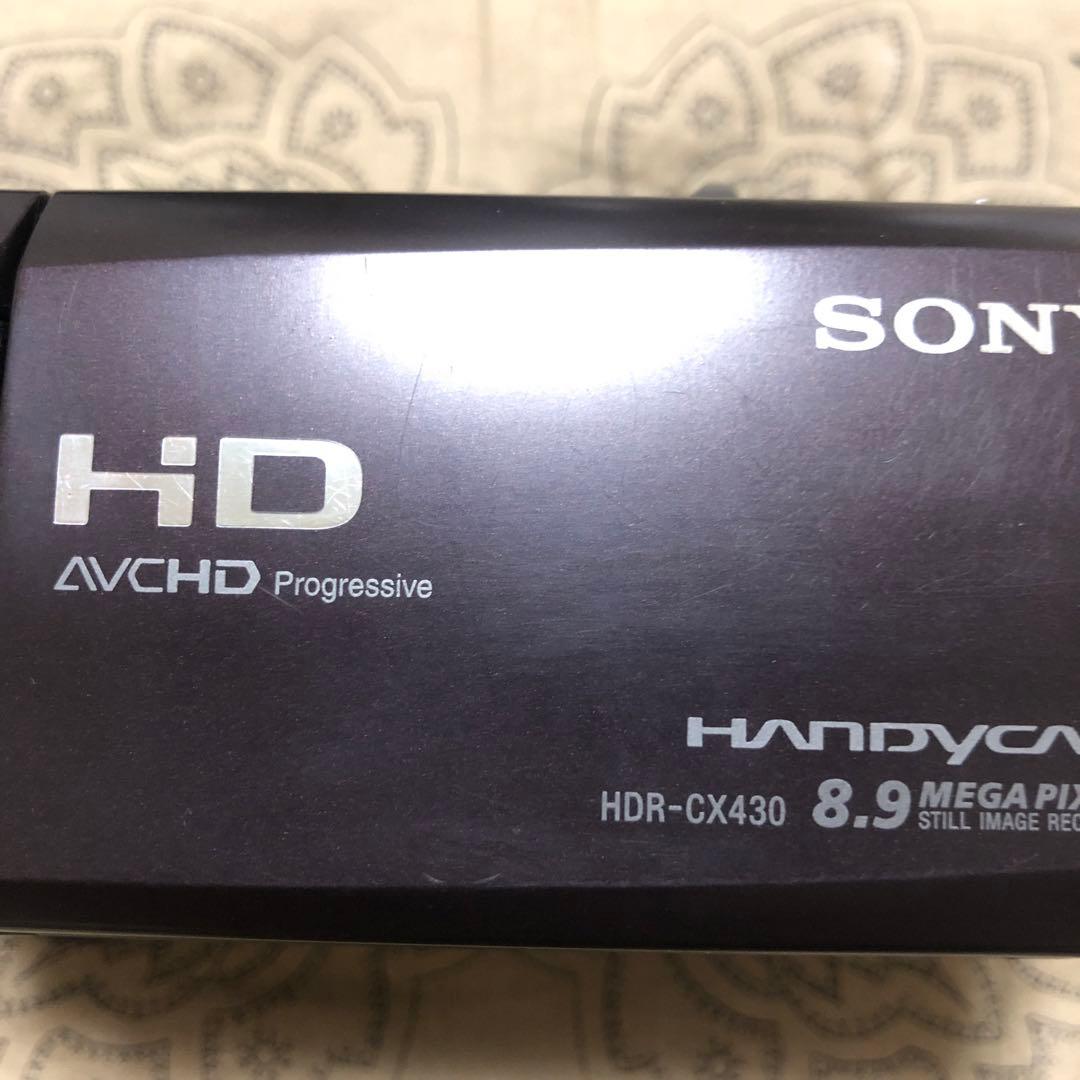 SONY
HD
AVCHD Progressive
HANDYCA
HDR-CX430 8.9 MEGA PIX
STILL IMAGE REC